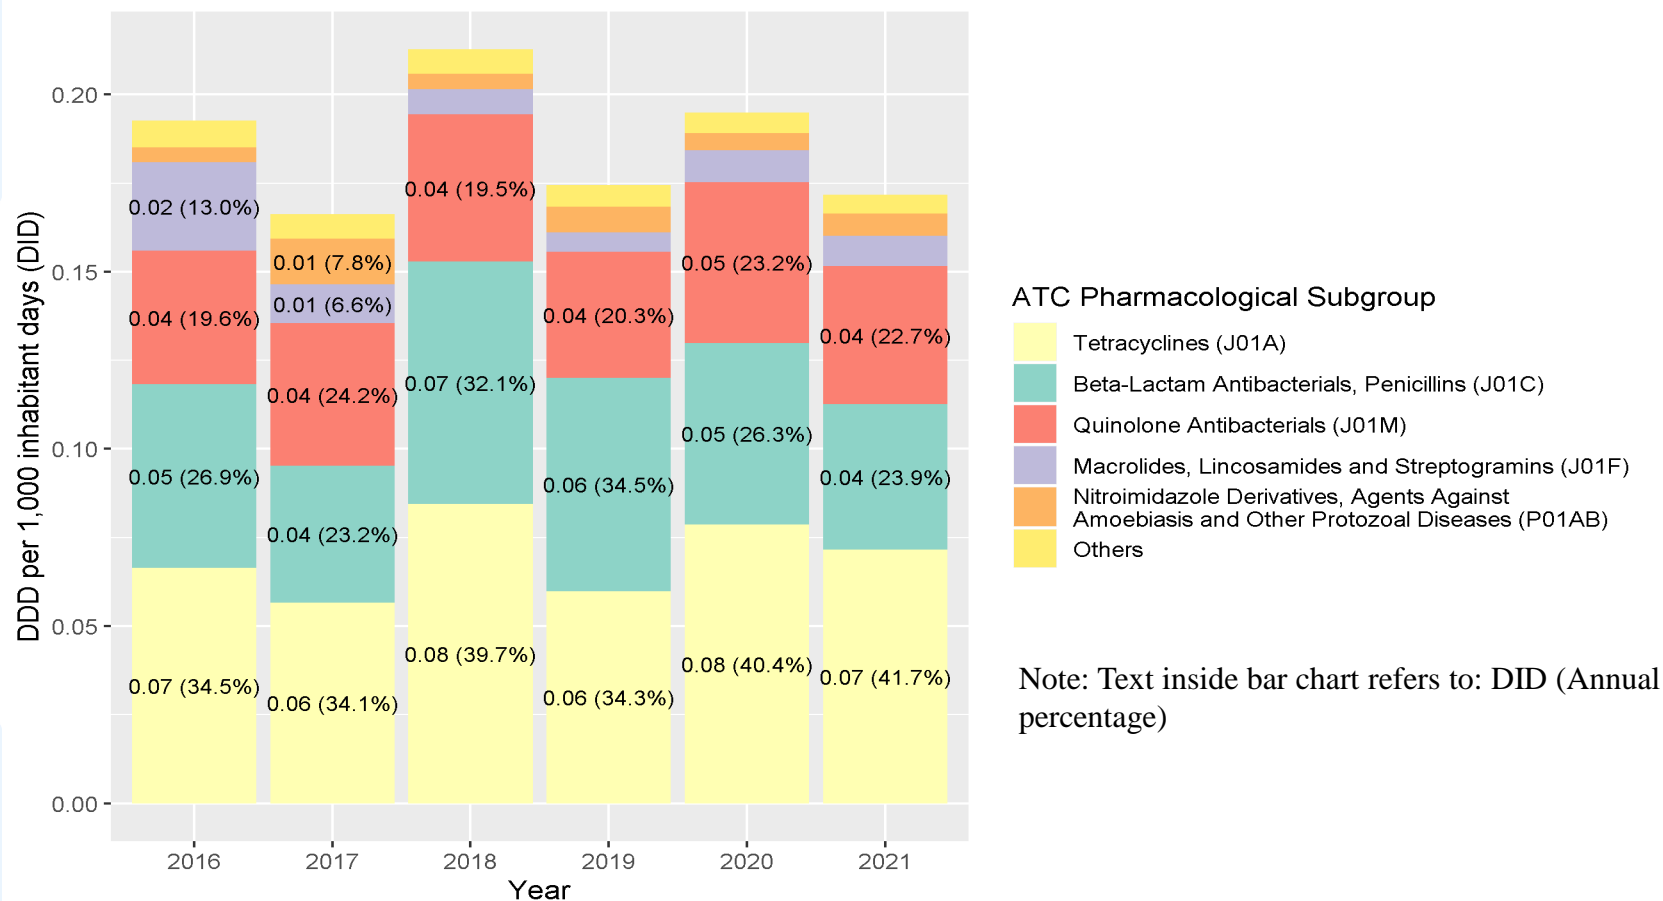 DDD per 1,000 inhabitant days (DID)
0.20
0.15
0.10
0.05
0.00
0.02 (13.0%)
0.04 (19.6%)
0.05 (26.9%)
0.07 (34.5%)
0.01 (7.8%)
0.01 (6.6%)
0.04 (24.2%)
0.04 (23.2%)
0.06 (34.1%)
0.04 (19.5%)
0.07 (32.1%)
0.08 (39.7%)
0.04 (20.3%)
0.06 (34.5%)
0.06 (34.3%)
0.05 (23.2%)
0.05 (26.3%)
0.08 (40.4%)
0.04 (22.7%)
0.04 (23.9%)
0.07 (41.7%)
2016
2017
2018
2019
2020
2021
Year
ATC Pharmacological Subgroup
Tetracyclines (J01A)
Beta-Lactam Antibacterials, Penicillins (J01C)
Quinolone Antibacterials (J01M)
Macrolides, Lincosamides and Streptogramins (J01F)
Nitroimidazole Derivatives, Agents Against
Amoebiasis and Other Protozoal Diseases (P01AB)
Others
Note: Text inside bar chart refers to: DID (Annual
percentage)